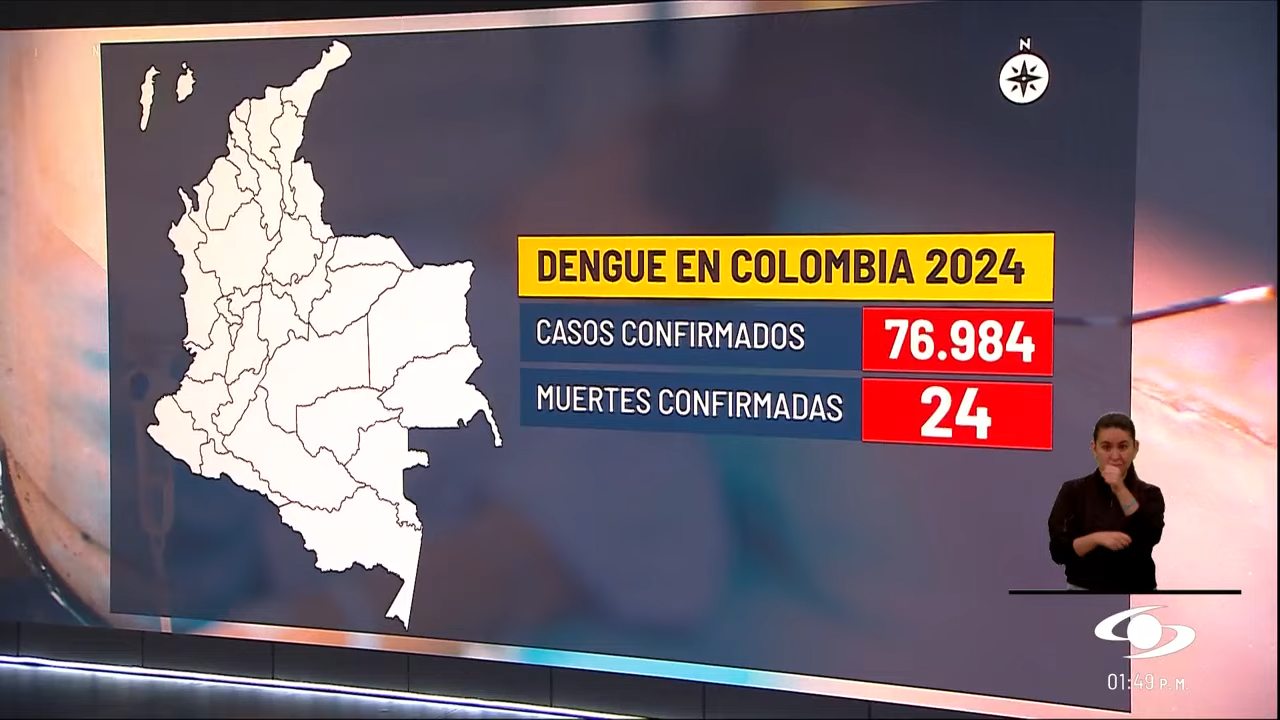 N
DENGUE EN COLOMBIA 2024
CASOS CONFIRMADOS 76.984
MUERTES CONFIRMADAS 24
01:49 P. M.